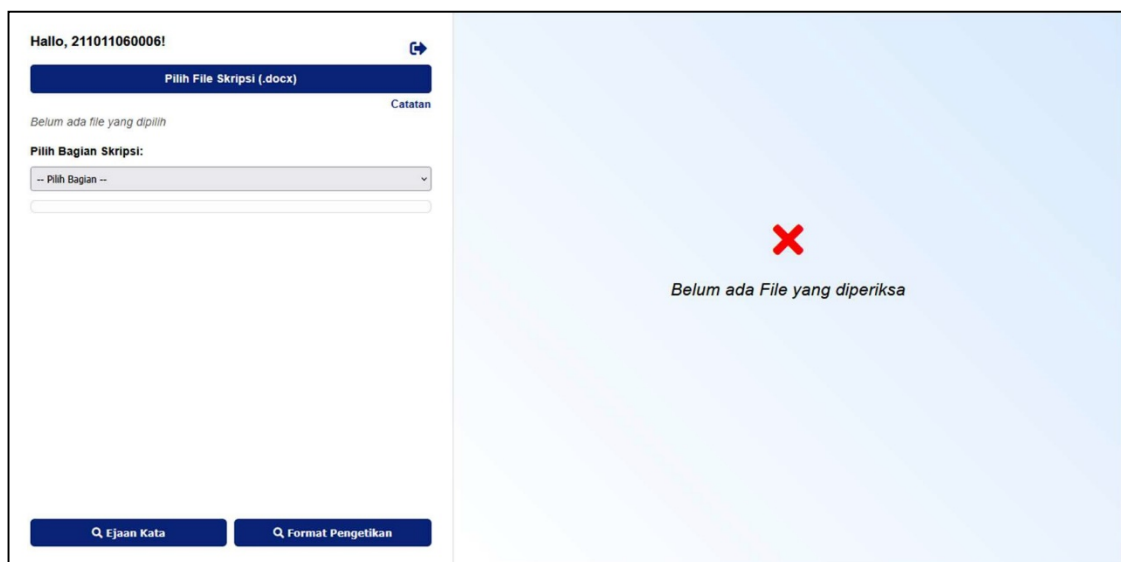 Hallo, 211011060006!
Pilih File Skripsi (.docx)
Catatan
Belum ada file yang dipilih
Pilih Bagian Skripsi:
-- Pilih Bagian --
Belum ada File yang diperiksa
Ejaan Kata
Format Pengetikan